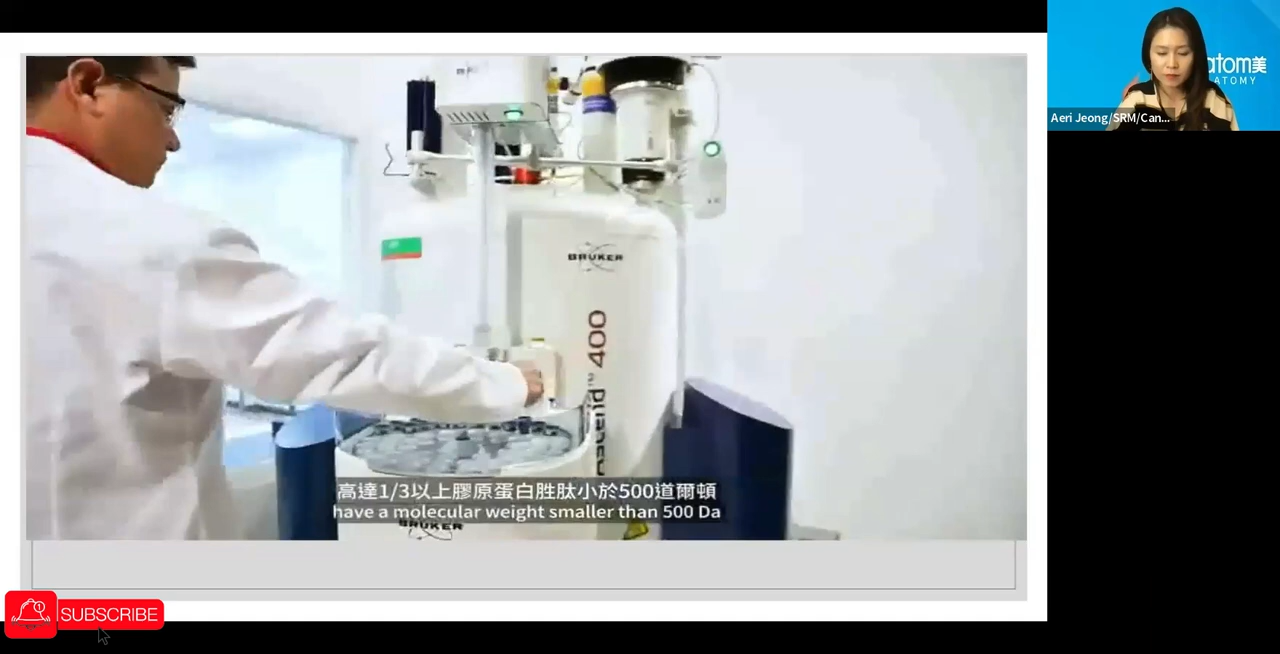 BRUKER
Ascend™ 400
高達1/3以上膠原蛋白胜肽小於500道爾頓
have a molecular weight smaller than 500 Da
BRUKER
atom美
ATOMY
Aeri Jeong/SRM/Can...
SUBSCRIBE